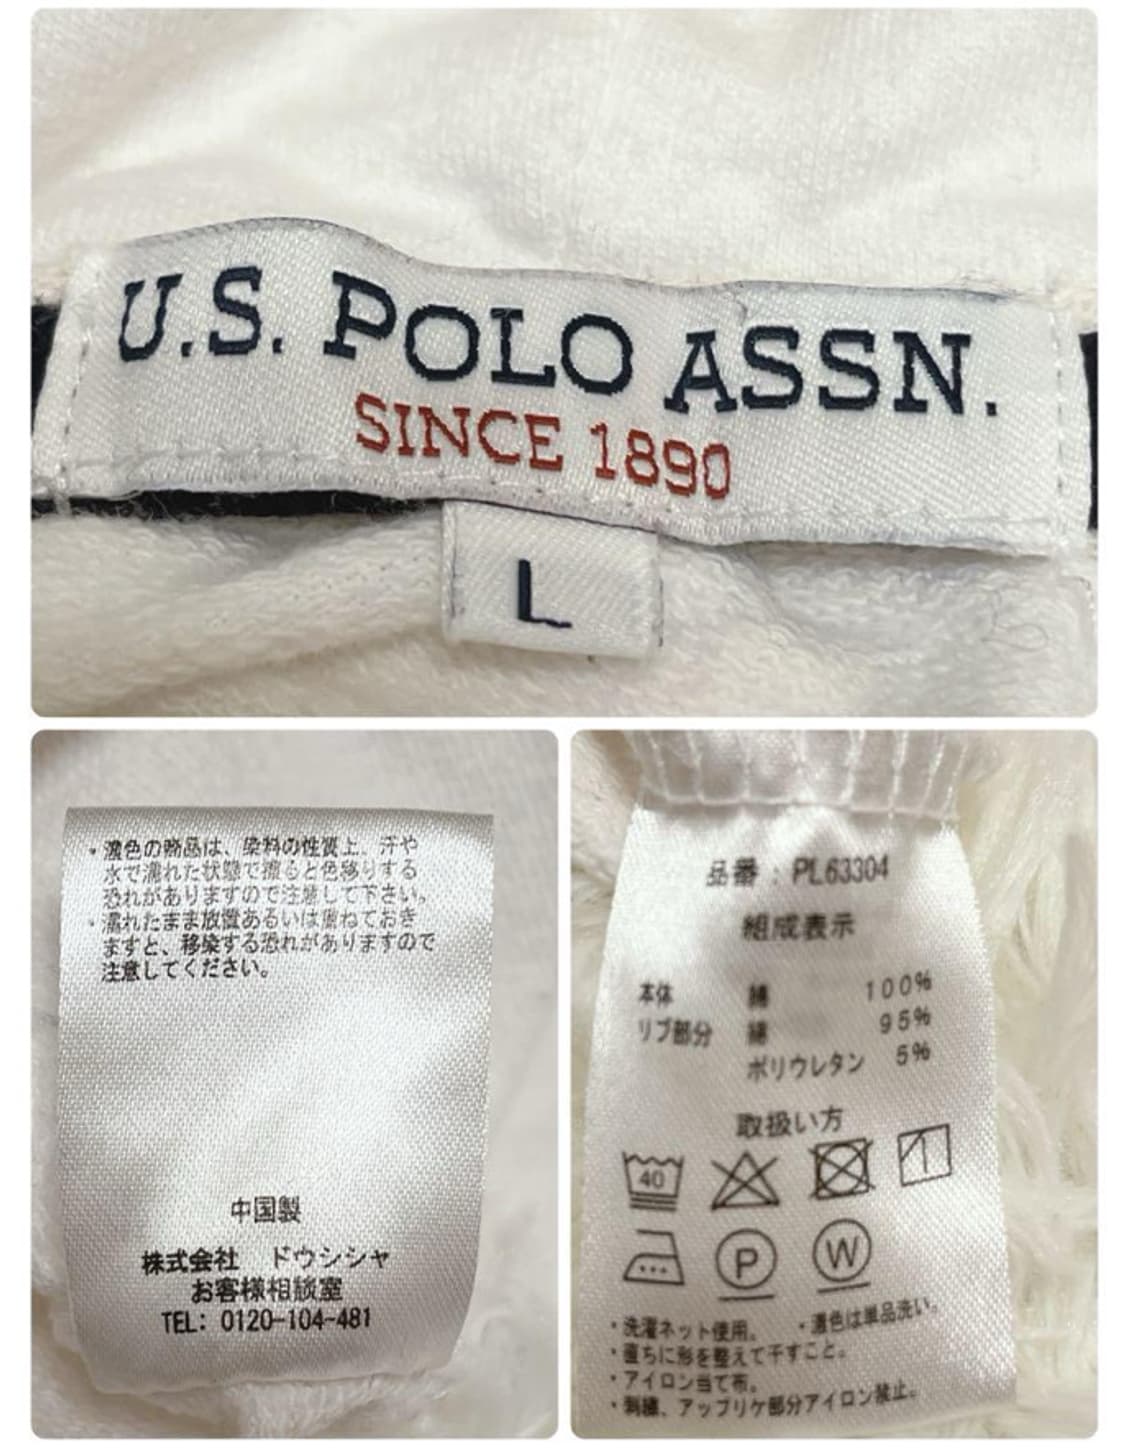 U.S. POLO ASSN.
SINCE 1890
L
・濃色の商品は、染料の性質上、汗や
水で濡れた状態で擦ると色移りする
恐れがありますので注意して下さい。
・濡れたまま放置あるいは重ねておき
ますと、移染する恐れがありますので
注意してください。
中国製
株式会社 ドウシシャ
お客様相談室
TEL: 0120-104-481
品番：PL63304
組成表示
本体 綿 100%
リブ部分 綿 95%
ポリウレタン 5%
取扱い方
40
P W
・洗濯ネット使用。 ・濃色は単品洗い。
・直ちに形を整えて干すこと。
・アイロン当て布。
・刺繍、アップリケ部分アイロン禁止。